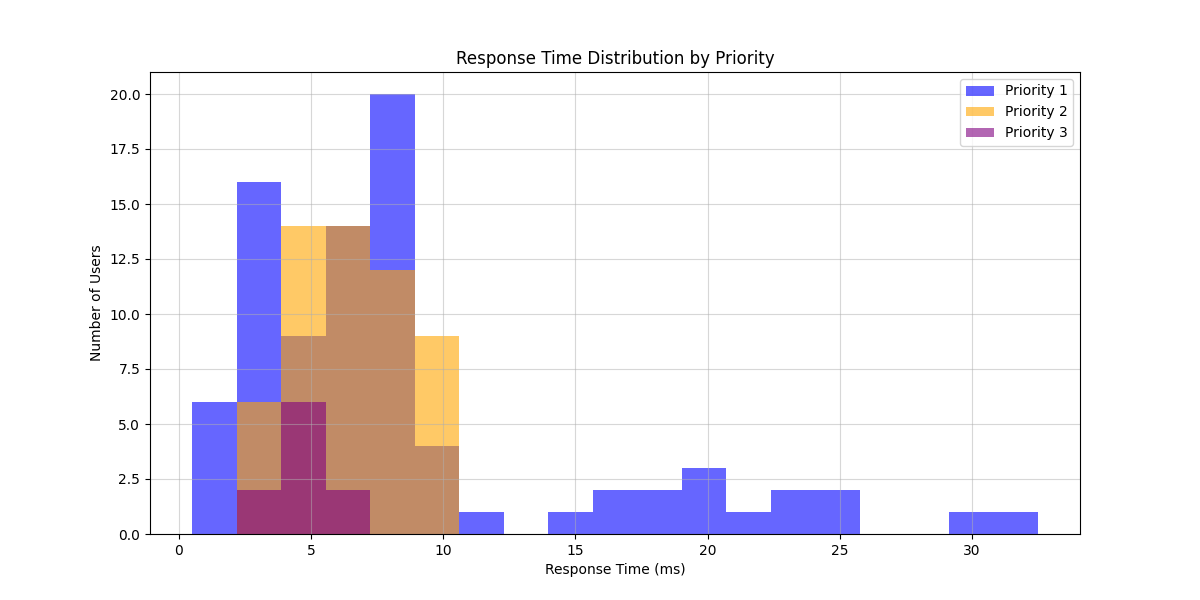 Response Time Distribution by Priority
Priority 1
Priority 2
Priority 3
20.0
17.5
15.0
12.5
10.0
7.5
5.0
2.5
0.0
Number of Users
0 5 10 15 20 25 30
Response Time (ms)